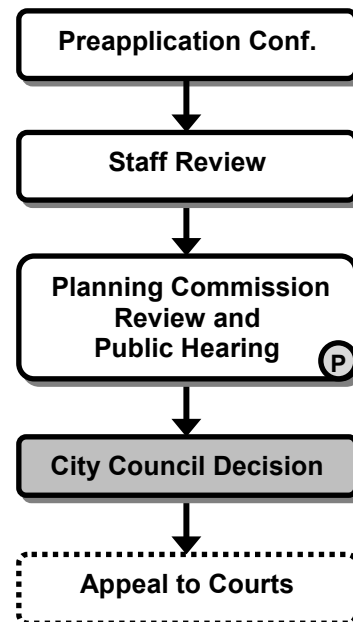 Preapplication Conf.
Staff Review
Planning Commission
Review and
Public Hearing
P
City Council Decision
Appeal to Courts